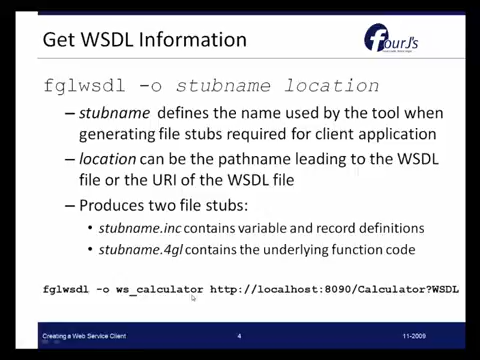 Get WSDL Information
fourJ's
fglwsdl -o stubname location
– stubname defines the name used by the tool when
generating file stubs required for client application
– location can be the pathname leading to the WSDL
file or the URI of the WSDL file
– Produces two file stubs:
• stubname.inc contains variable and record definitions
• stubname.4gl contains the underlying function code
fglwsdl -o ws_calculator http://localhost:8090/Calculator?WSDL
Creating a Web Service Client 4 11-2009